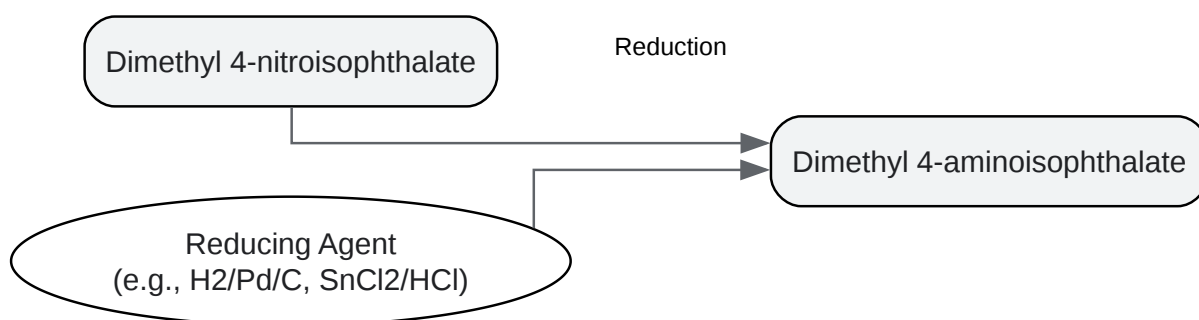 Dimethyl 4-nitroisophthalate
Reduction
Dimethyl 4-aminoisophthalate
Reducing Agent
(e.g., H2/Pd/C, SnCl2/HCl)